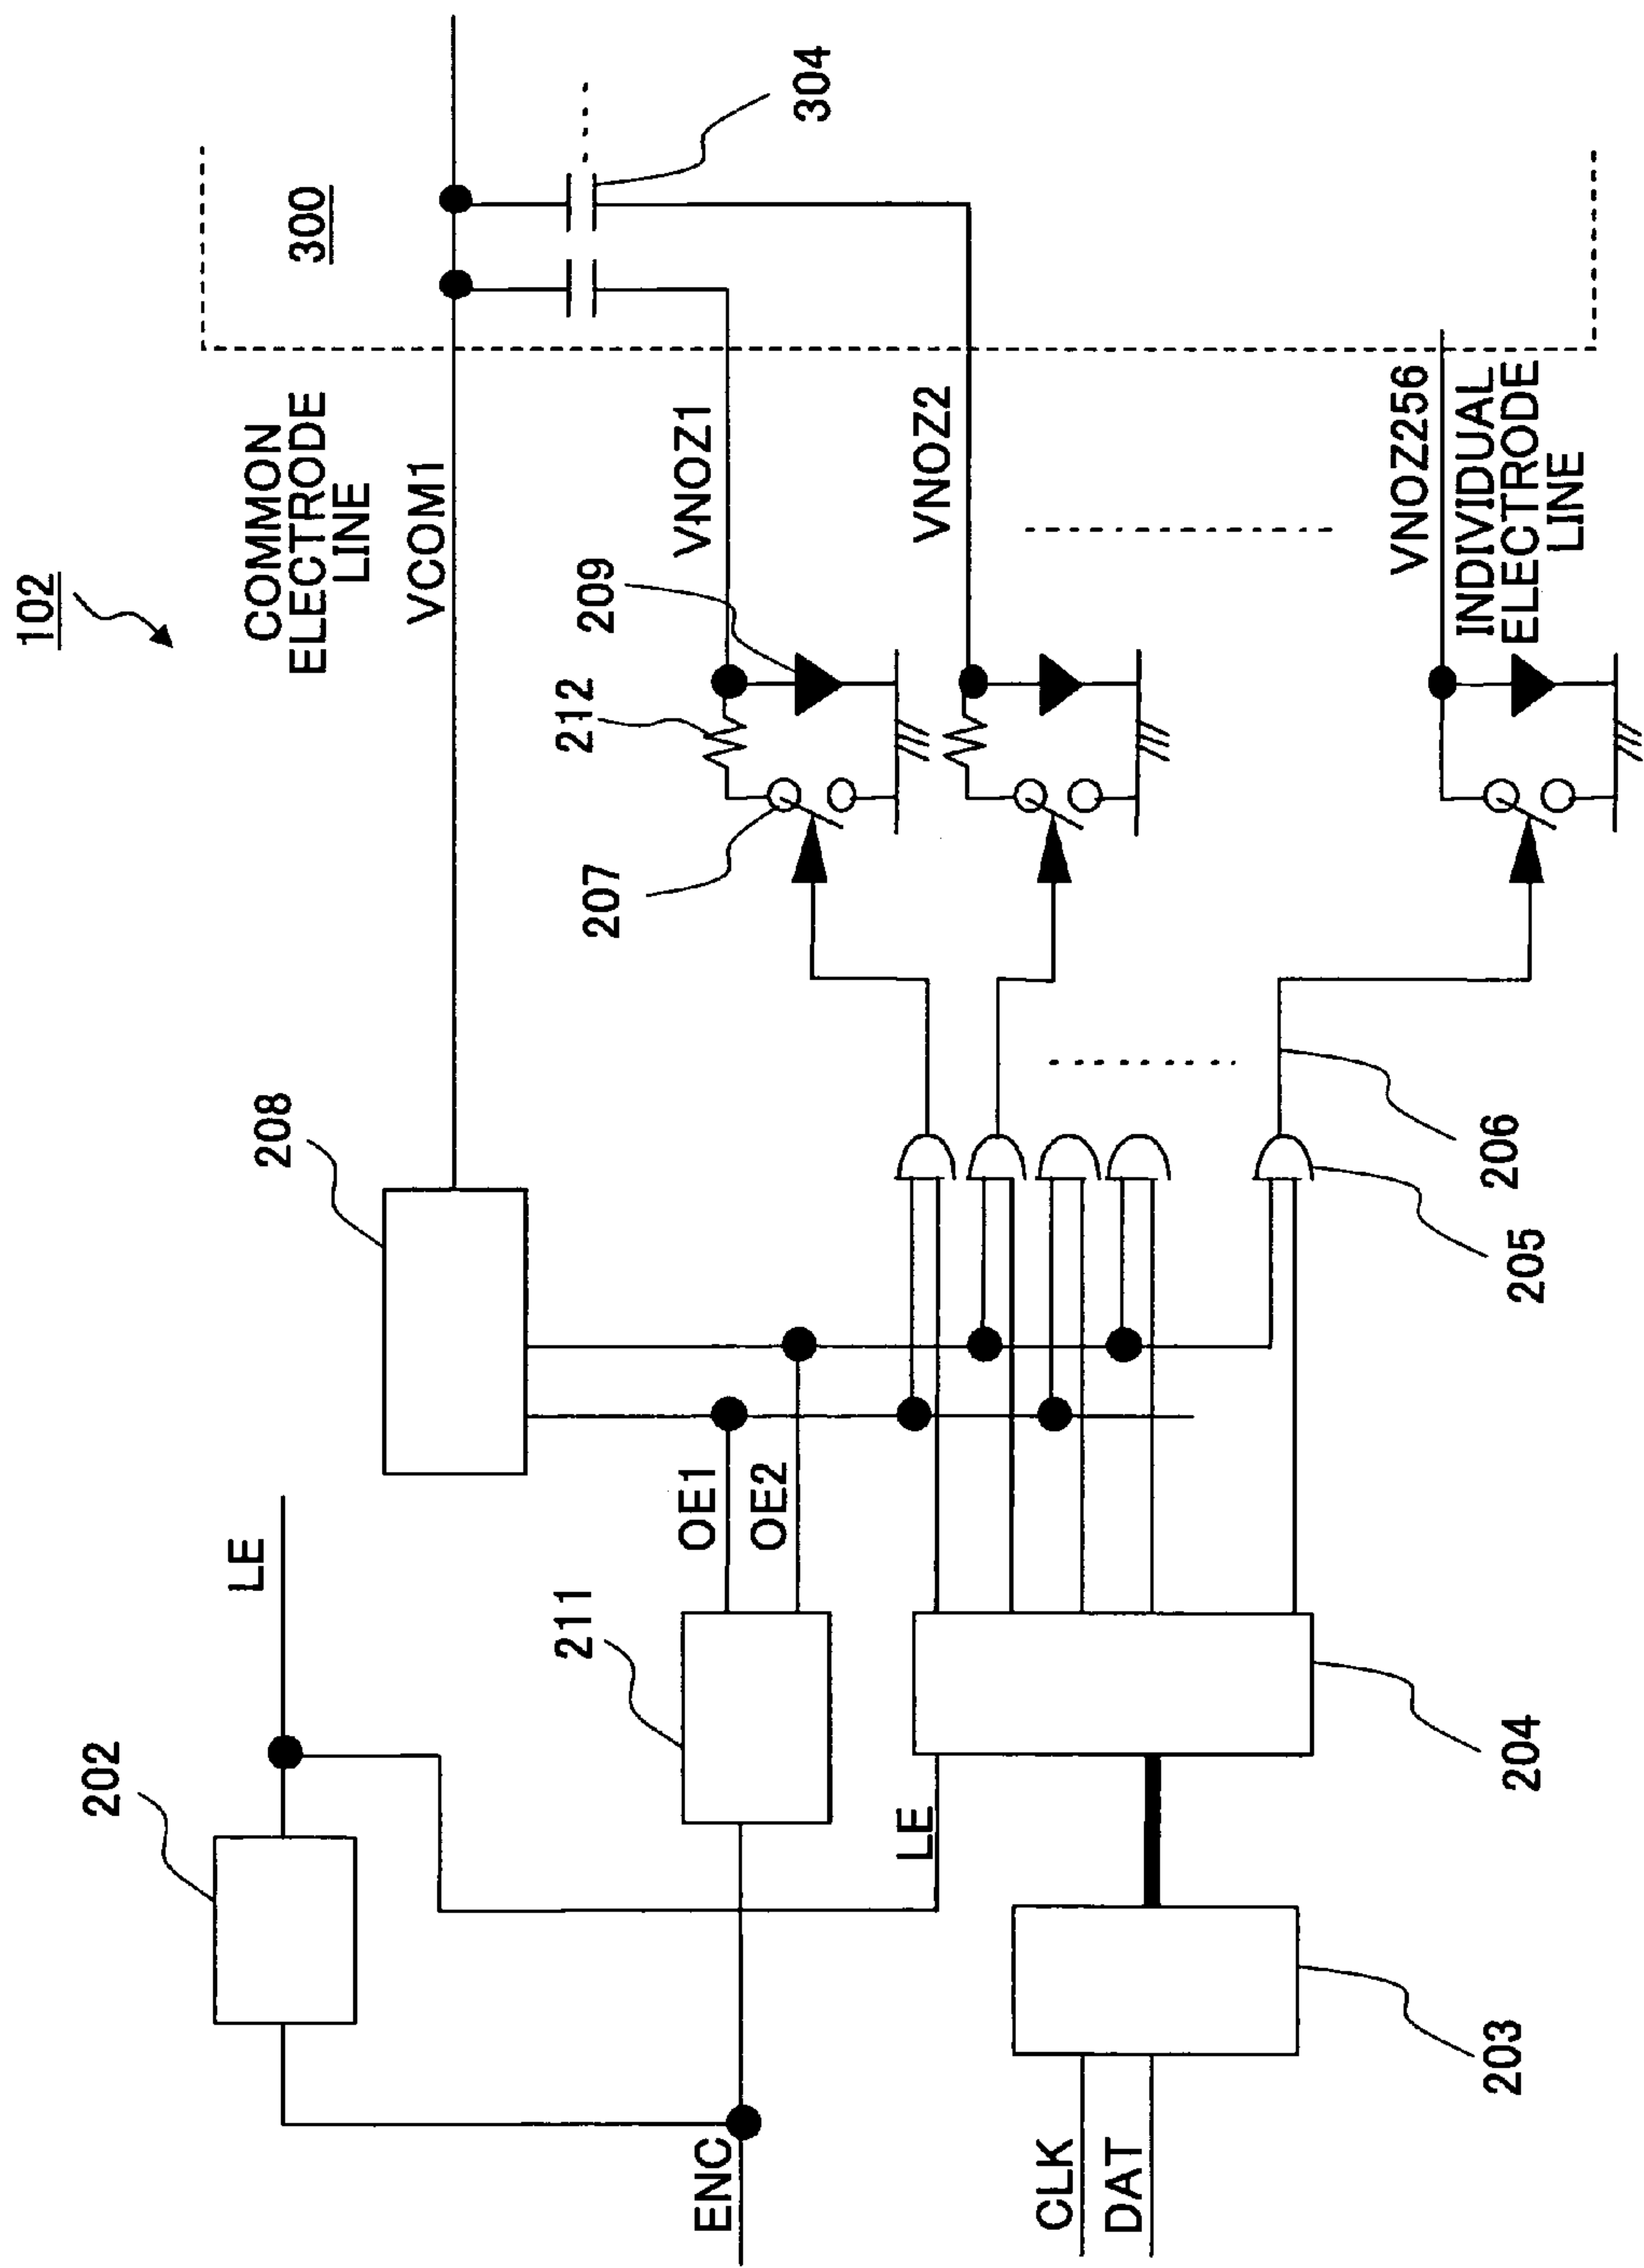 102
COMMON
ELECTRODE
LINE
VCOM1
300
304
208
LE
202
211
OE1
OE2
212
209
207
VNOZ1
VNOZ2
VNOZ256
INDIVIDUAL
ELECTRODE
LINE
ENC
LE
CLK
DAT
203
204
205
206